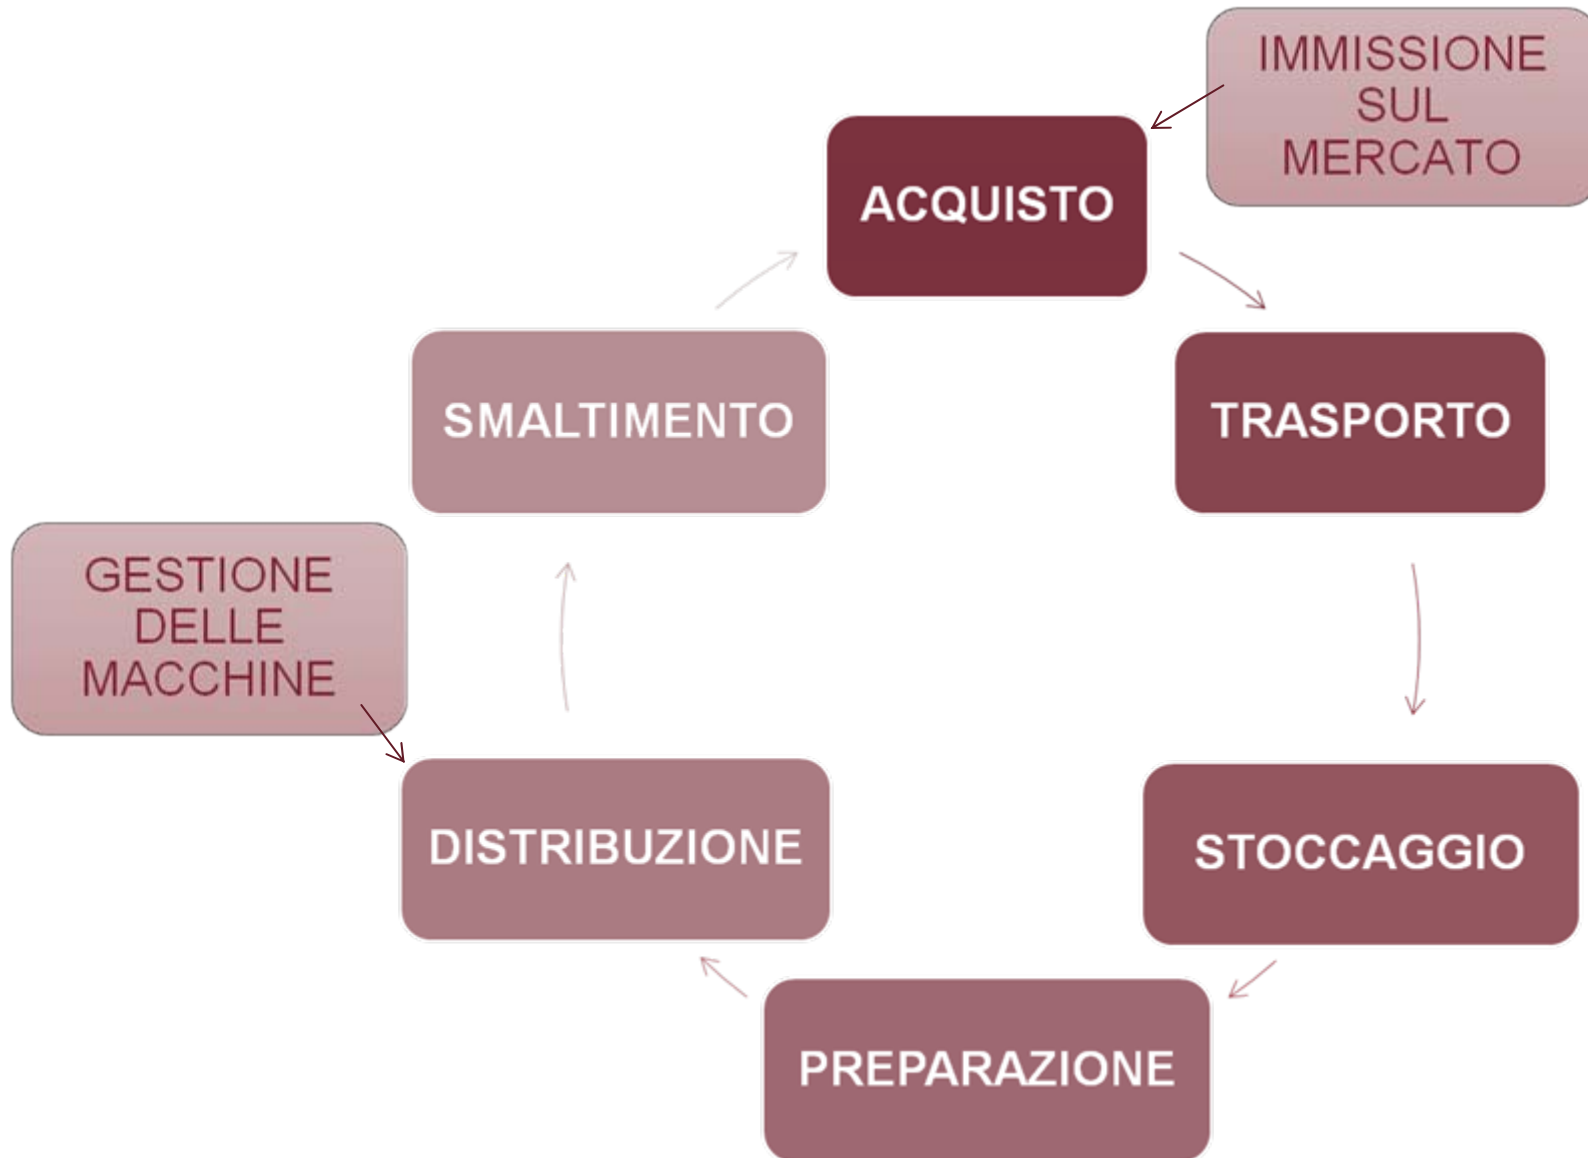 IMMISSIONE
SUL
MERCATO
ACQUISTO
TRASPORTO
STOCCAGGIO
PREPARAZIONE
DISTRIBUZIONE
GESTIONE
DELLE
MACCHINE
SMALTIMENTO